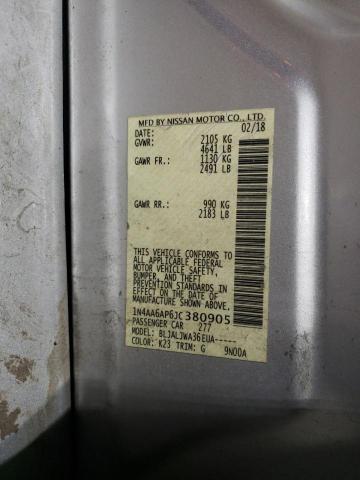 MFD BY NISSAN MOTOR CO., LTD.
DATE: 02/18
GVWR: 2105 KG
4641 LB
GAWR FR.: 1130 KG
2491 LB
GAWR RR.: 990 KG
2183 LB
THIS VEHICLE CONFORMS TO
ALL APPLICABLE FEDERAL
MOTOR VEHICLE SAFETY,
BUMPER, AND THEFT
PREVENTION STANDARDS
IN EFFECT ON THE DATE OF
MANUFACTURE SHOWN ABOVE.
1N4AA6AP6JC380905
PASSENGER CAR 277
MODEL: BLJALJWA36EUA-----
COLOR: K23 TRIM: G 9N00A